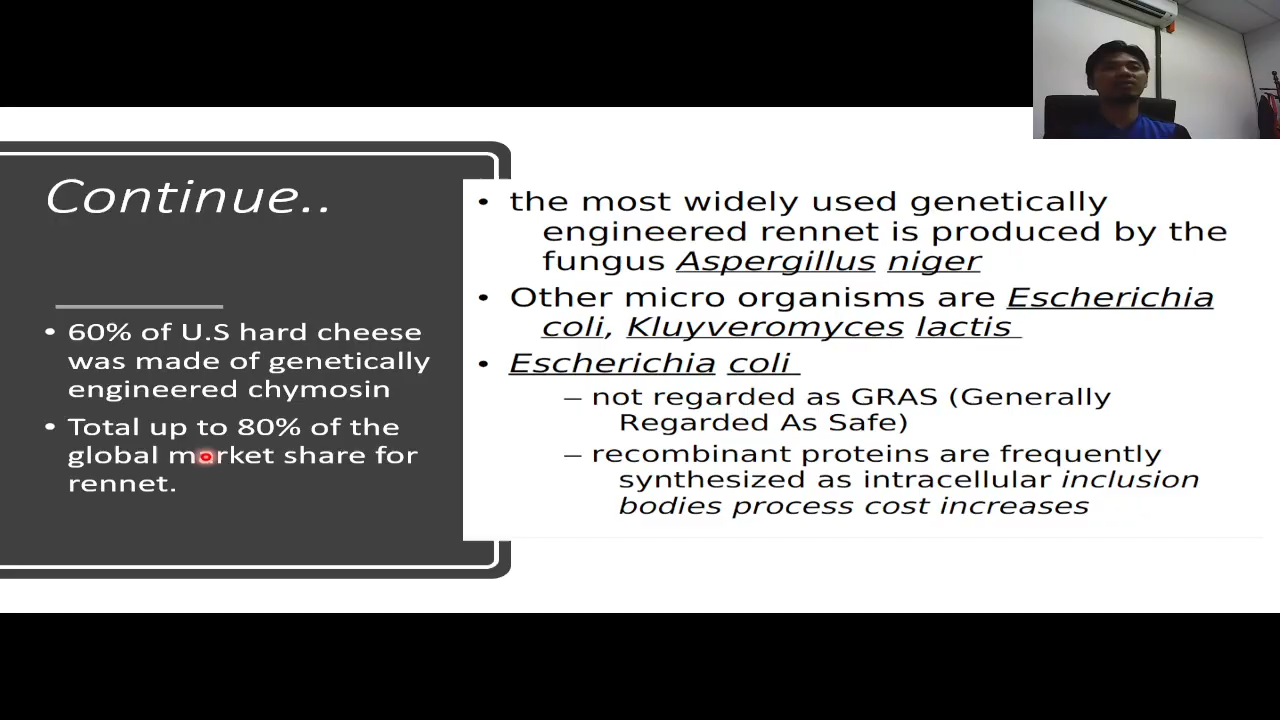 Continue..
• 60% of U.S hard cheese
was made of genetically
engineered chymosin
• Total up to 80% of the
global market share for
rennet.
• the most widely used genetically
engineered rennet is produced by the
fungus Aspergillus niger
• Other micro organisms are Escherichia
coli, Kluyveromyces lactis
• Escherichia coli
– not regarded as GRAS (Generally
Regarded As Safe)
– recombinant proteins are frequently
synthesized as intracellular inclusion
bodies process cost increases